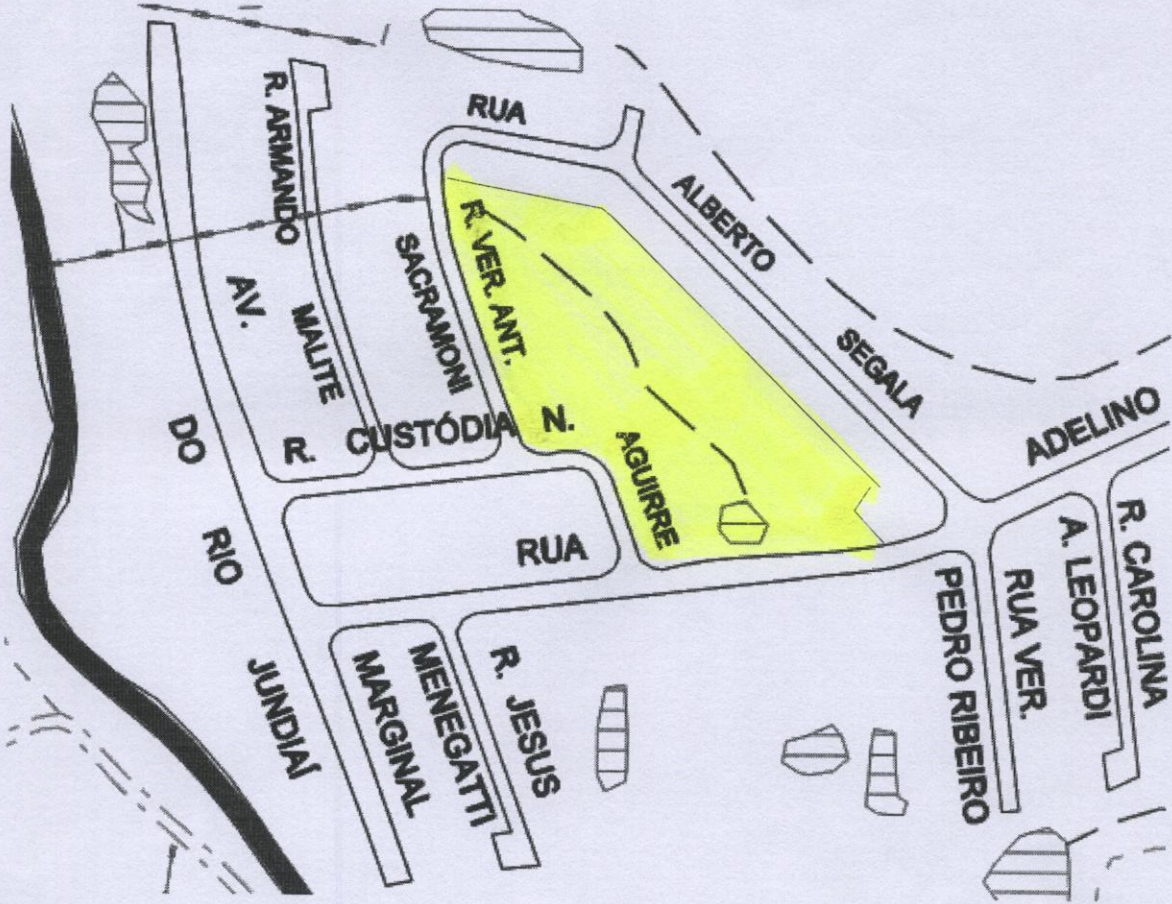 RUA
ALBERTO
SEGALA
ADELINO
R. ARMANDO
MALITE
SACRAMONI
R. VER. ANT.
AGUIRRE
AV.
DO
RIO
JUNDIAÍ
R. CUSTÓDIA N.
RUA
MARGINAL
MENEGATTI
R. JESUS
PEDRO RIBEIRO
RUA VER.
A. LEOPARDI
R. CAROLINA